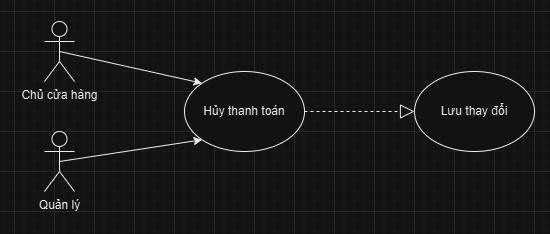 Chủ cửa hàng
Hủy thanh toán
Lưu thay đổi
Quản lý